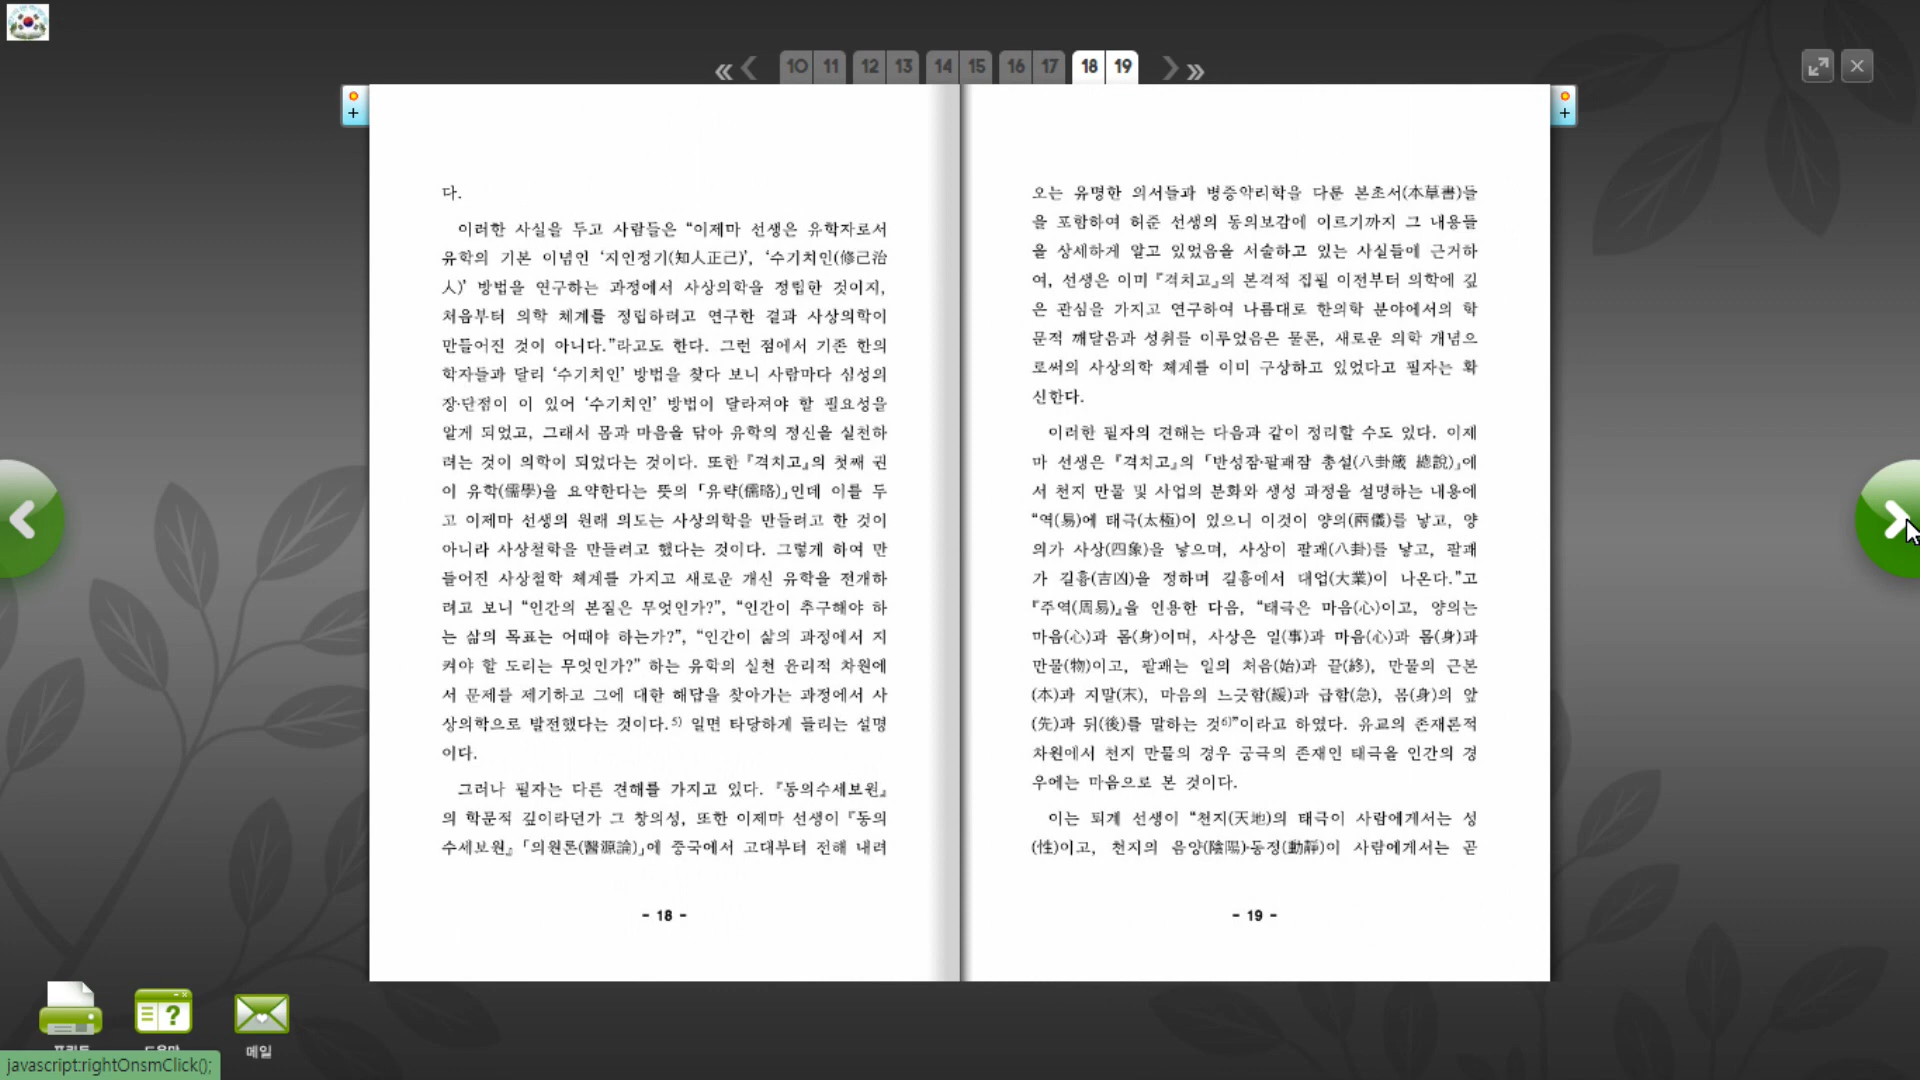 « 10 11 12 13 14 15 16 17 18 19 »
다.
이러한 사실을 두고 사람들은 “이제마 선생은 유학자로서
유학의 기본 이념인 ‘지인정기(知人正己)’, ‘수기치인(修己治
人)’ 방법을 연구하는 과정에서 사상의학을 정립한 것이지,
처음부터 의학 체계를 정립하려고 연구한 결과 사상의학이
만들어진 것이 아니다.”라고도 한다. 그런 점에서 기존 한의
학자들과 달리 ‘수기치인’ 방법을 찾다 보니 사람마다 심성의
장·단점이 이 있어 ‘수기치인’ 방법이 달라져야 할 필요성을
알게 되었고, 그래서 몸과 마음을 닦아 유학의 정신을 실천하
려는 것이 의학이 되었다는 것이다. 또한 『격치고』의 첫째 권
이 유학(儒學)을 요약한다는 뜻의 「유략(儒略)」인데 이를 두
고 이제마 선생의 원래 의도는 사상의학을 만들려고 한 것이
아니라 사상철학을 만들려고 했다는 것이다. 그렇게 하여 만
들어진 사상철학 체계를 가지고 새로운 개신 유학을 전개하
려고 보니 “인간의 본질은 무엇인가?”, “인간이 추구해야 하
는 삶의 목표는 어때야 하는가?”, “인간이 삶의 과정에서 지
켜야 할 도리는 무엇인가?” 하는 유학의 실천 윤리적 차원에
서 문제를 제기하고 그에 대한 해답을 찾아가는 과정에서 사
상의학으로 발전했다는 것이다.5) 일면 타당하게 들리는 설명
이다.
그러나 필자는 다른 견해를 가지고 있다. 『동의수세보원』
의 학문적 깊이라던가 그 창의성, 또한 이제마 선생이 『동의
수세보원』 「의원론(醫源論)」에 중국에서 고대부터 전해 내려
- 18 -
오는 유명한 의서들과 병증약리학을 다룬 본초서(本草書)들
을 포함하여 허준 선생의 동의보감에 이르기까지 그 내용들
을 상세하게 알고 있었음을 서술하고 있는 사실들에 근거하
여, 선생은 이미 『격치고』의 본격적 집필 이전부터 의학에 깊
은 관심을 가지고 연구하여 나름대로 한의학 분야에서의 학
문적 깨달음과 성취를 이루었음은 물론, 새로운 의학 개념으
로써의 사상의학 체계를 이미 구상하고 있었다고 필자는 확
신한다.
이러한 필자의 견해는 다음과 같이 정리할 수도 있다. 이제
마 선생은 『격치고』의 「반성잠·팔괘잠 총설(八卦箴 總說)」에
서 천지 만물 및 사업의 분화와 생성 과정을 설명하는 내용에
“역(易)에 태극(太極)이 있으니 이것이 양의(兩儀)를 낳고, 양
의가 사상(四象)을 낳으며, 사상이 팔괘(八卦)를 낳고, 팔괘
가 길흉(吉凶)을 정하며 길흉에서 대업(大業)이 나온다.”고
『주역(周易)』을 인용한 다음, “태극은 마음(心)이고, 양의는
마음(心)과 몸(身)이며, 사상은 일(事)과 마음(心)과 몸(身)과
만물(物)이고, 팔괘는 일의 처음(始)과 끝(終), 만물의 근본
(本)과 지말(末), 마음의 느긋함(緩)과 급함(急), 몸(身)의 앞
(先)과 뒤(後)를 말하는 것6)”이라고 하였다. 유교의 존재론적
차원에서 천지 만물의 경우 궁극의 존재인 태극을 인간의 경
우에는 마음으로 본 것이다.
이는 퇴계 선생이 “천지(天地)의 태극이 사람에게서는 성
(性)이고, 천지의 음양(陰陽)·동정(動靜)이 사람에게서는 곧
- 19 -
메일
javascript:rightOnsmClick();